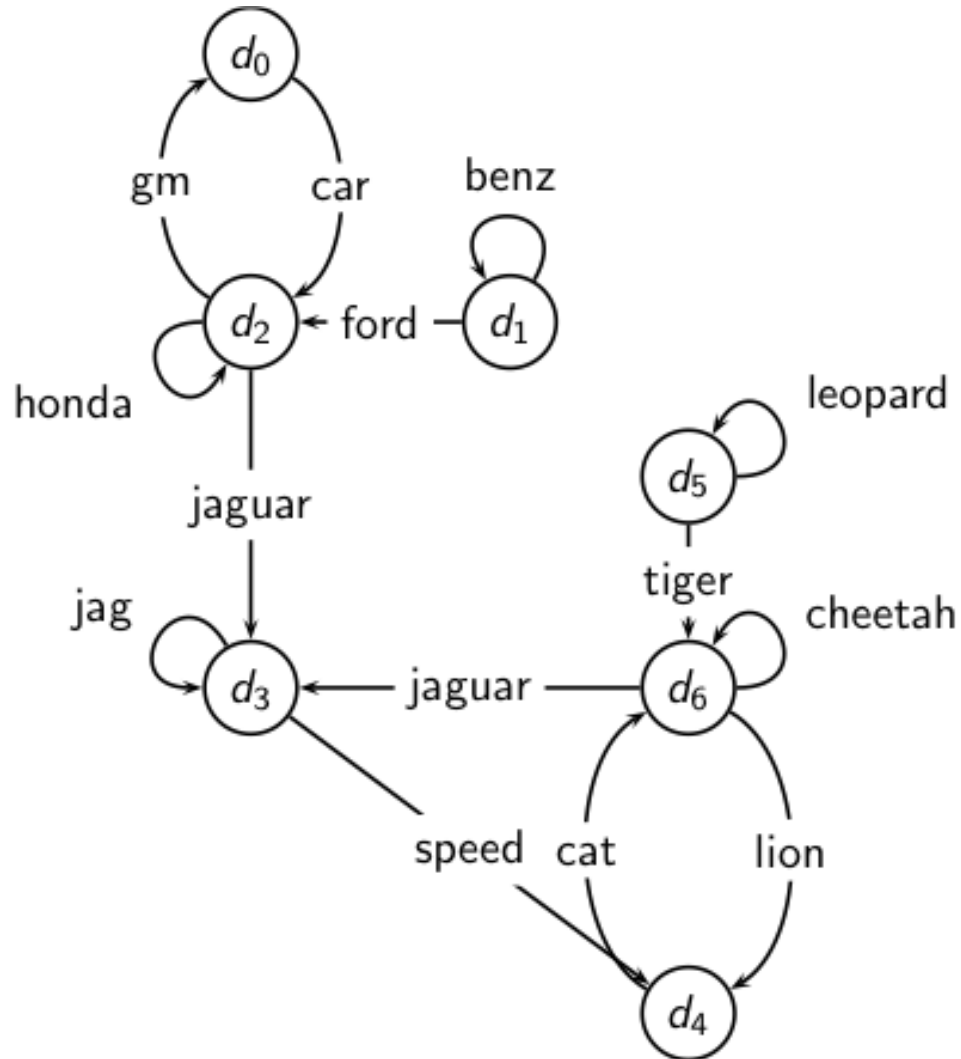 d₀
gm
car
benz
d₂
ford
d₁
honda
leopard
d₅
jaguar
tiger
jag
cheetah
d₃
jaguar
d₆
speed
cat
lion
d₄